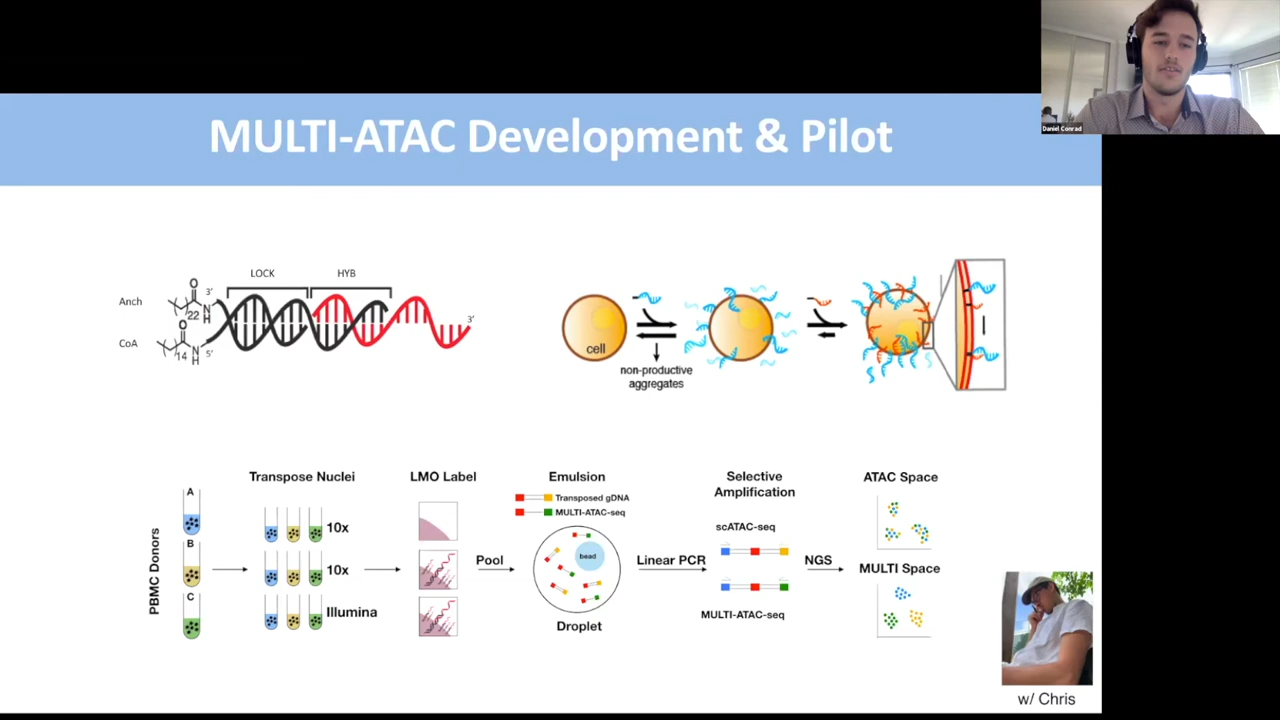 Daniel Conrad
MULTI-ATAC Development & Pilot
LOCK
HYB
Anch
O
3'
22
N
H
O
CoA
14
N
H
5'
3'
cell
non-productive
aggregates
Transpose Nuclei
LMO Label
Emulsion
Selective
Amplification
ATAC Space
PBMC Donors
A
B
C
10x
10x
Illumina
Transposed gDNA
MULTI-ATAC-seq
bead
Pool
Droplet
Linear PCR
scATAC-seq
MULTI-ATAC-seq
NGS
MULTI Space
w/ Chris